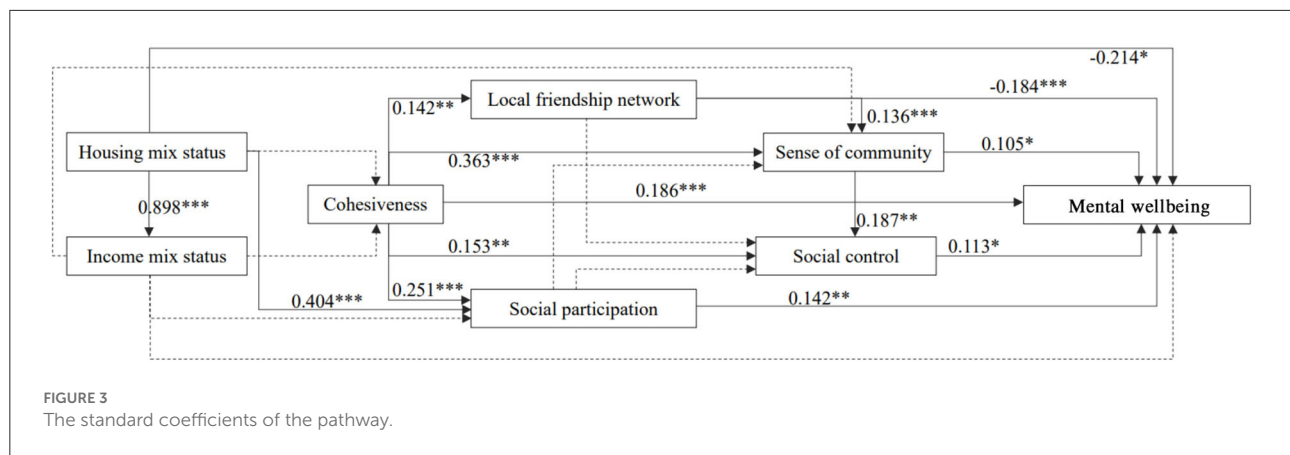 -0.214*
Local friendship network
-0.184***
0.142**
0.136***
Housing mix status
Sense of community
0.105*
0.363***
0.186***
Cohesiveness
Mental wellbeing
0.898***
0.187**
Income mix status
0.153**
Social control
0.113*
0.251***
0.404***
Social participation
0.142**
FIGURE 3
The standard coefficients of the pathway.